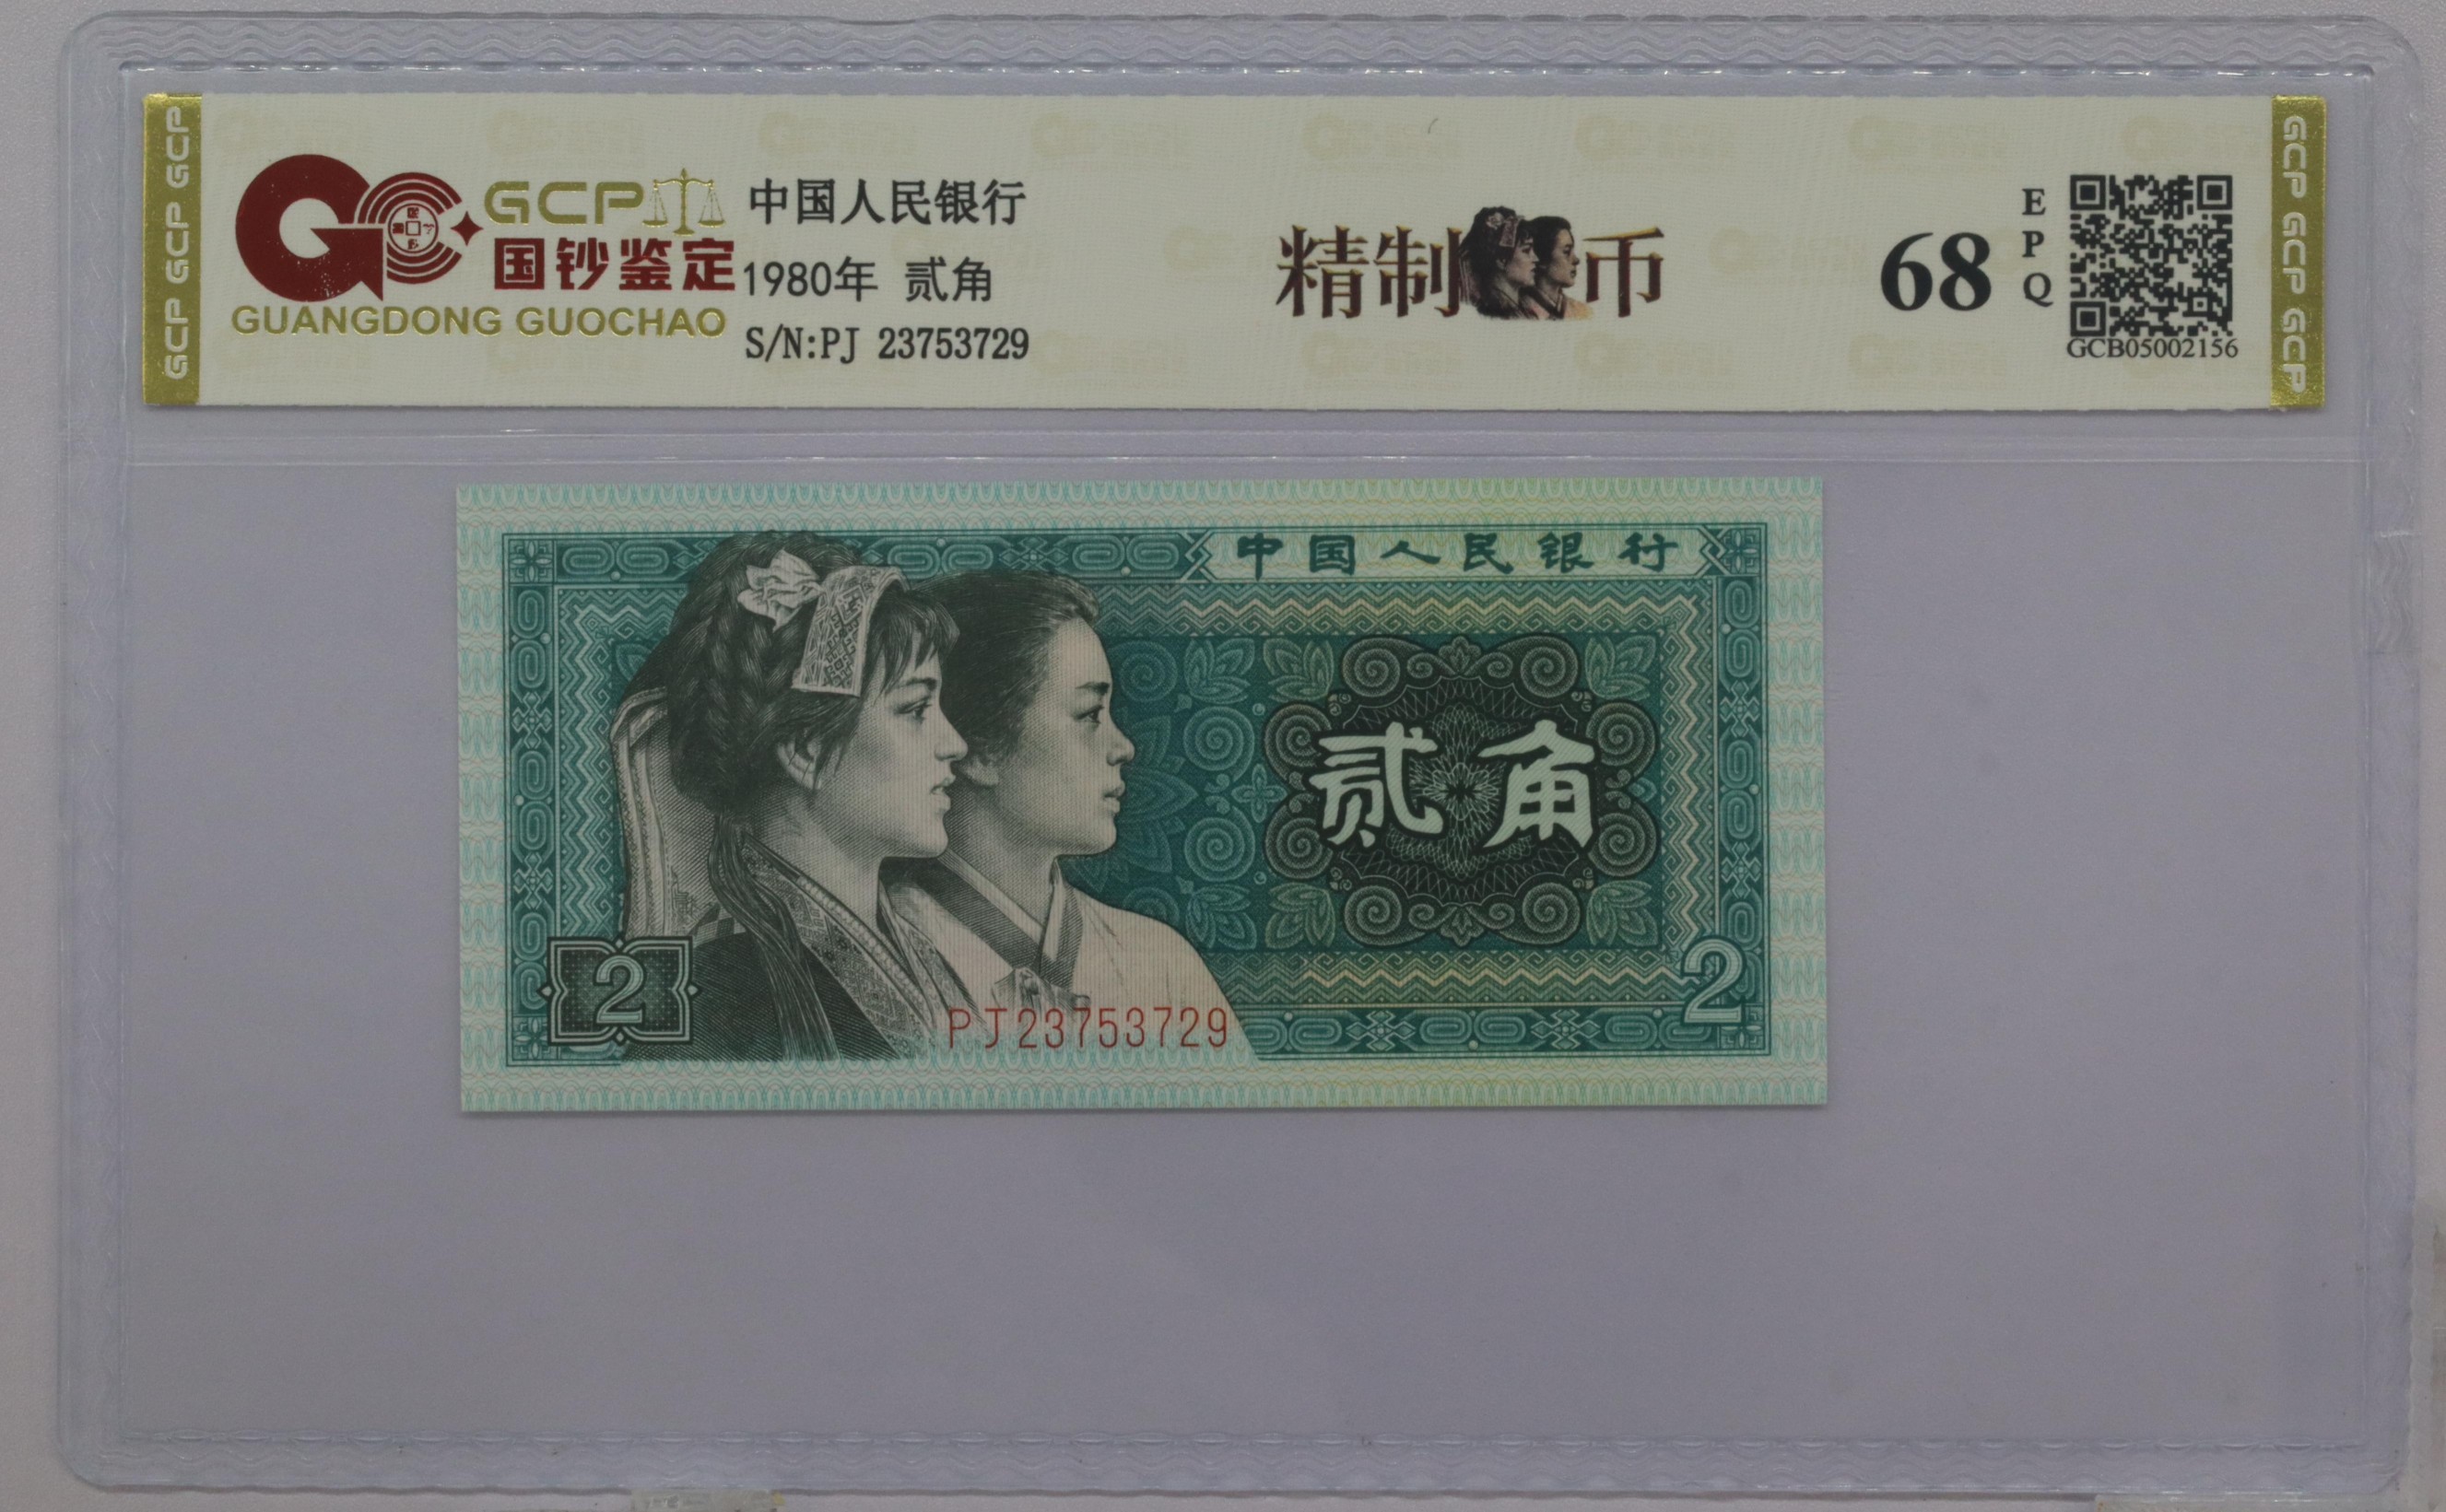 GCP GCP GCP
GCP
国钞鉴定
GUANGDONG GUOCHAO
中国人民银行
1980年 贰角
S/N:PJ 23753729
精制币
68
EPQ
GCB05002156
GCP GCP GCP
中国人民银行
贰角
2
2
PJ23753729